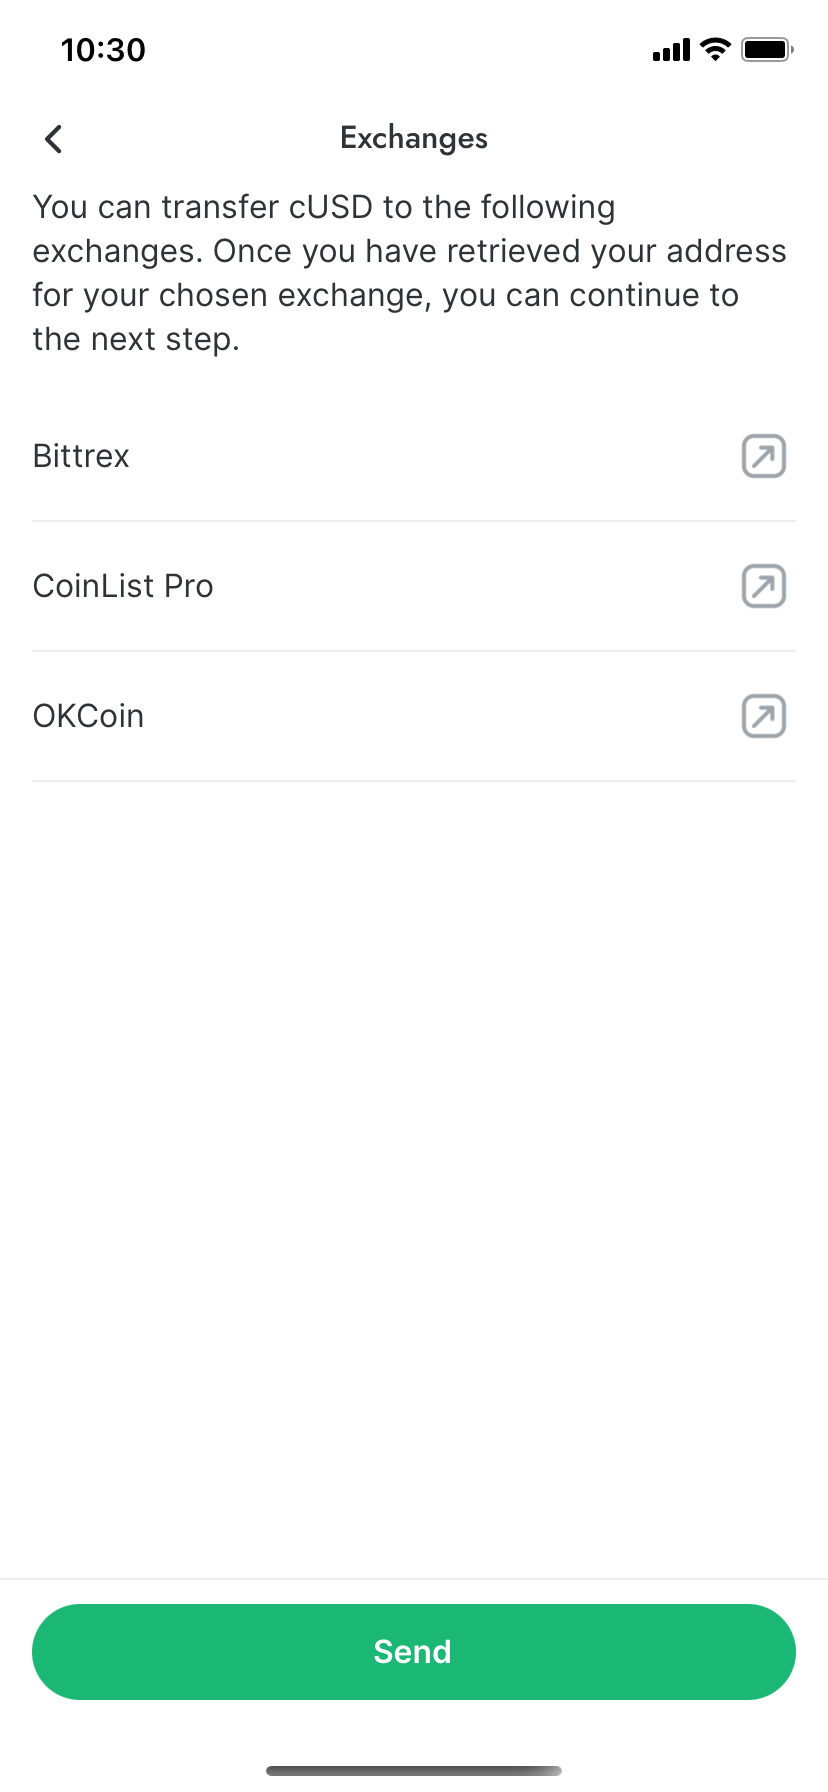 10:30
Exchanges
You can transfer cUSD to the following
exchanges. Once you have retrieved your address
for your chosen exchange, you can continue to
the next step.
Bittrex
CoinList Pro
OKCoin
Send